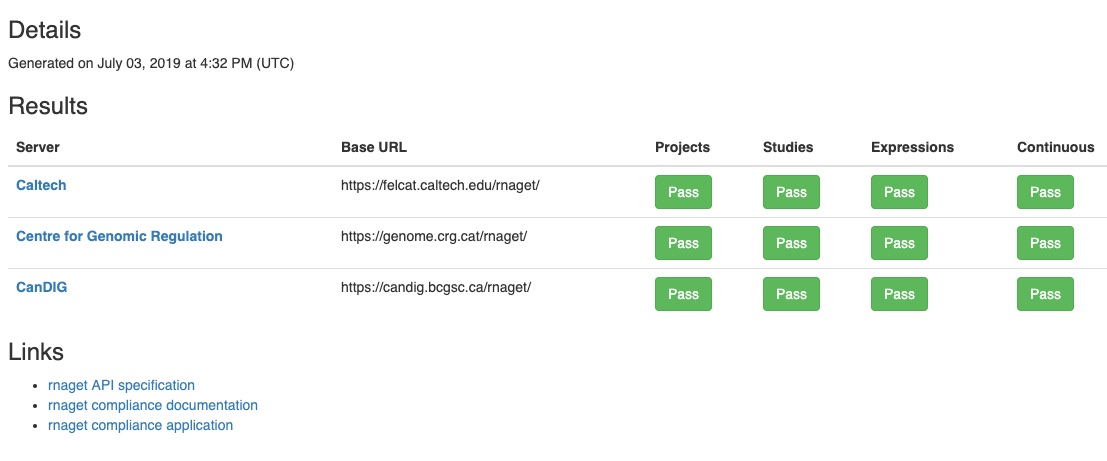 Details
Generated on July 03, 2019 at 4:32 PM (UTC)
Results
Server Base URL Projects Studies Expressions Continuous
Caltech https://felcat.caltech.edu/rnaget/ Pass Pass Pass Pass
Centre for Genomic Regulation https://genome.crg.cat/rnaget/ Pass Pass Pass Pass
CanDIG https://candig.bcgsc.ca/rnaget/ Pass Pass Pass Pass
Links
• rnaget API specification
• rnaget compliance documentation
• rnaget compliance application